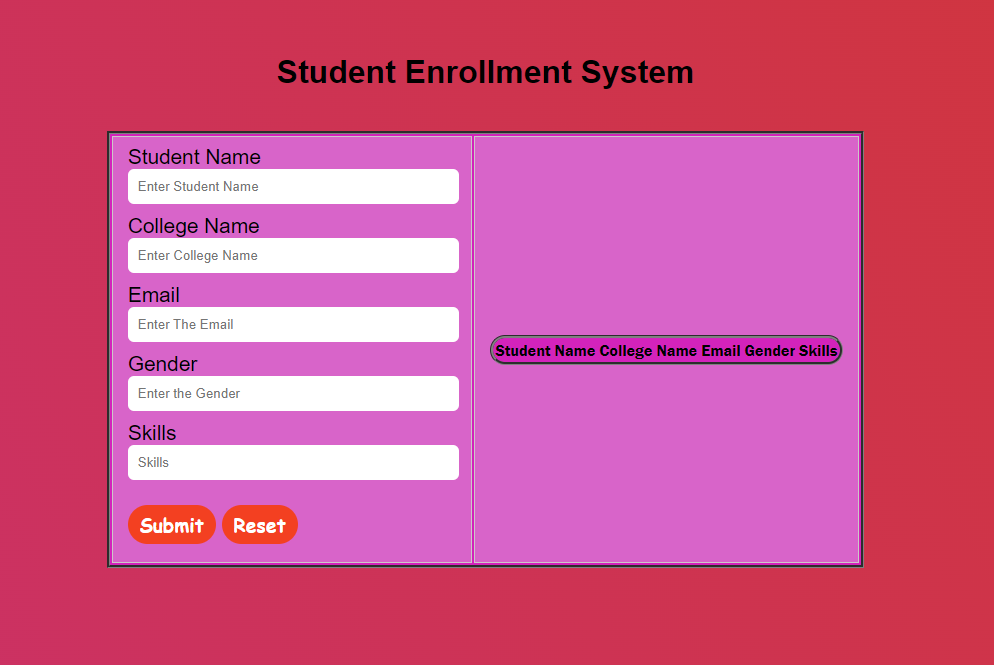 Student Enrollment System
Student Name
Enter Student Name
College Name
Enter College Name
Email
Enter The Email
Gender
Enter the Gender
Skills
Skills
Submit Reset
Student Name College Name Email Gender Skills